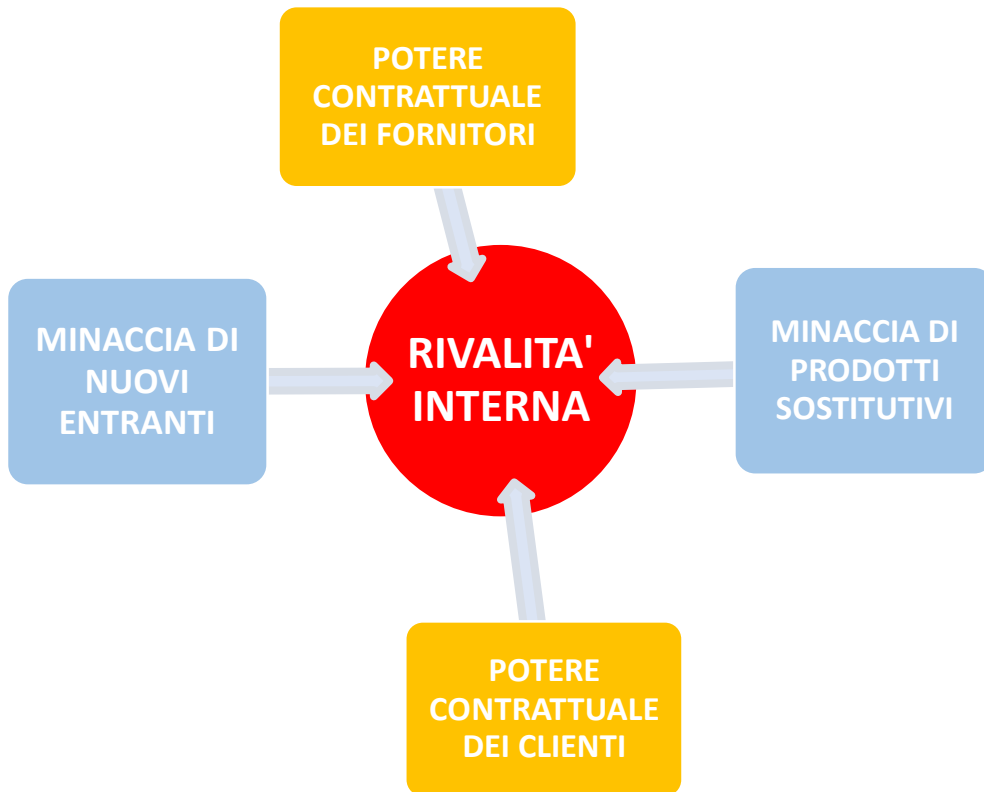 POTERE
CONTRATTUALE
DEI FORNITORI
MINACCIA DI
NUOVI
ENTRANTI
RIVALITA'
INTERNA
MINACCIA DI
PRODOTTI
SOSTITUTIVI
POTERE
CONTRATTUALE
DEI CLIENTI